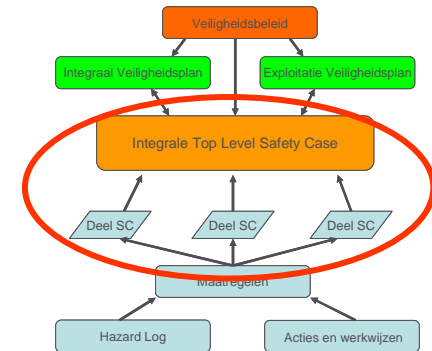 Veiligheidsbeleid
Integraal Veiligheidsplan
Exploitatie Veiligheidsplan
Integrale Top Level Safety Case
Deel SC
Deel SC
Deel SC
Maatregelen
Hazard Log
Acties en werkwijzen